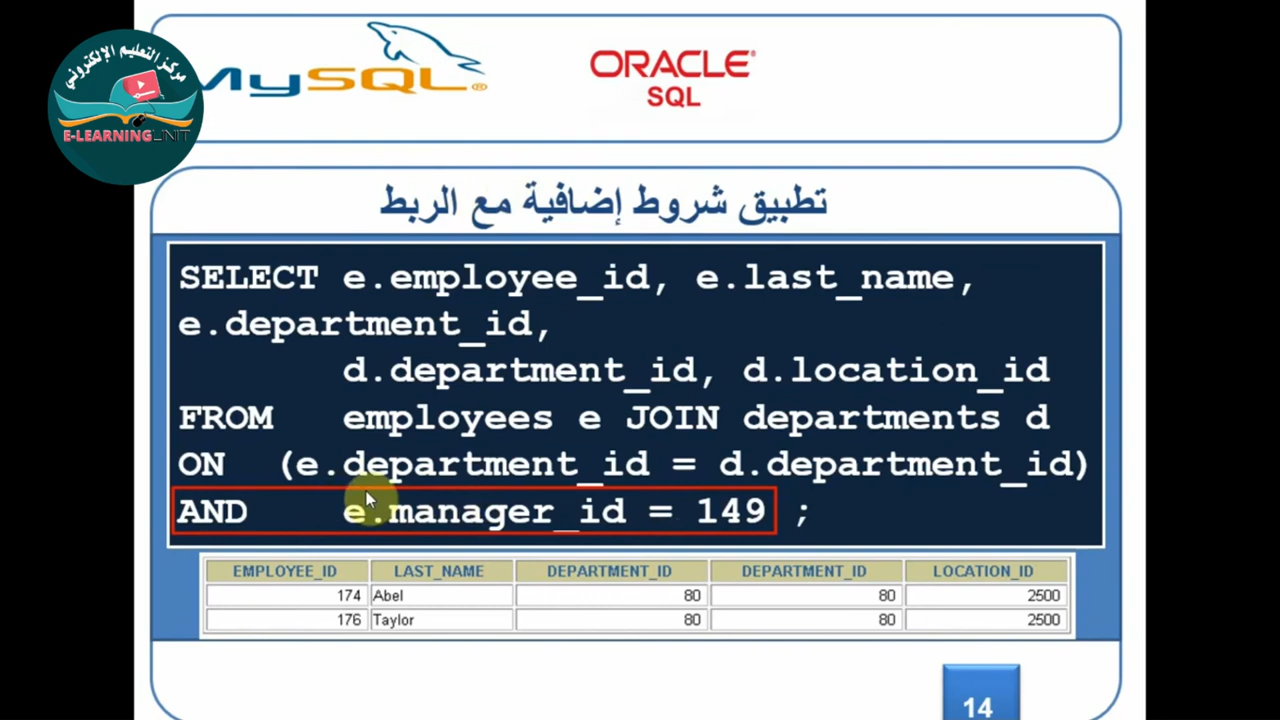 مركز التعليم الإلكتروني
E-LEARNING UNIT
MySQL®
ORACLE®
SQL
تطبيق شروط إضافية مع الربط
SELECT e.employee_id, e.last_name,
e.department_id,
d.department_id, d.location_id
FROM employees e JOIN departments d
ON (e.department_id = d.department_id)
AND e.manager_id = 149 ;
EMPLOYEE_ID LAST_NAME DEPARTMENT_ID DEPARTMENT_ID LOCATION_ID
174 Abel 80 80 2500
176 Taylor 80 80 2500
14